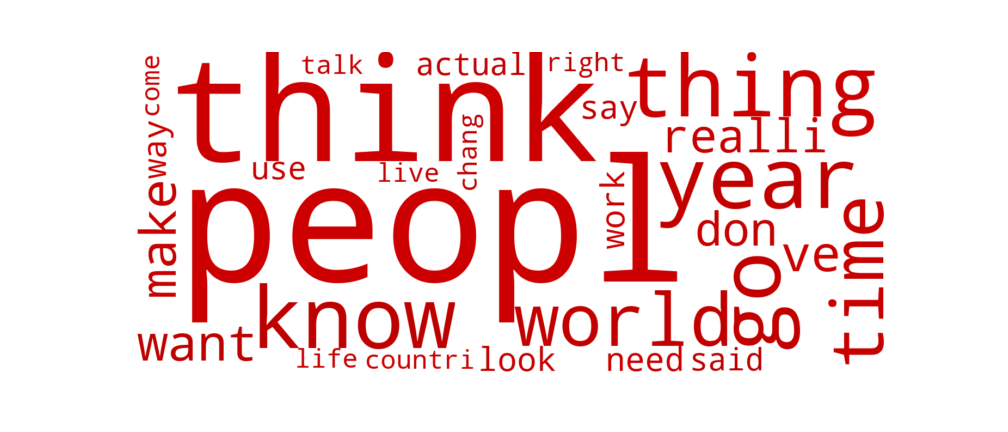 come
talk
actual
right
think
thing
say
way
chang
realli
use
live
year
make
peopl
work
don
ve
time
go
know
world
want
life
countri
look
need
said